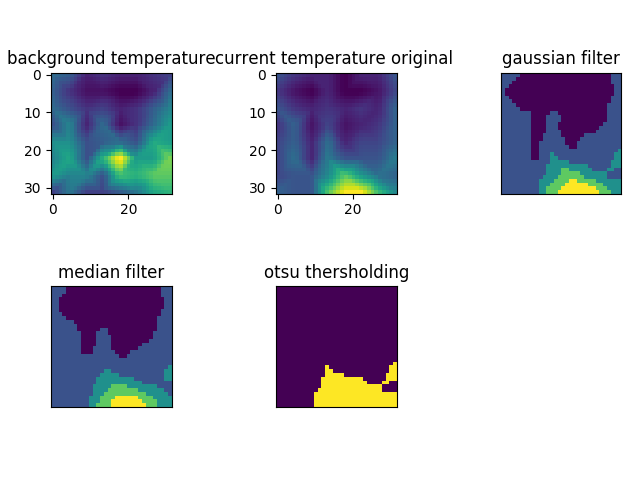 background temperature
current temperature original
gaussian filter
0
10
20
30
0
20
0
10
20
30
0
20
median filter
otsu thersholding